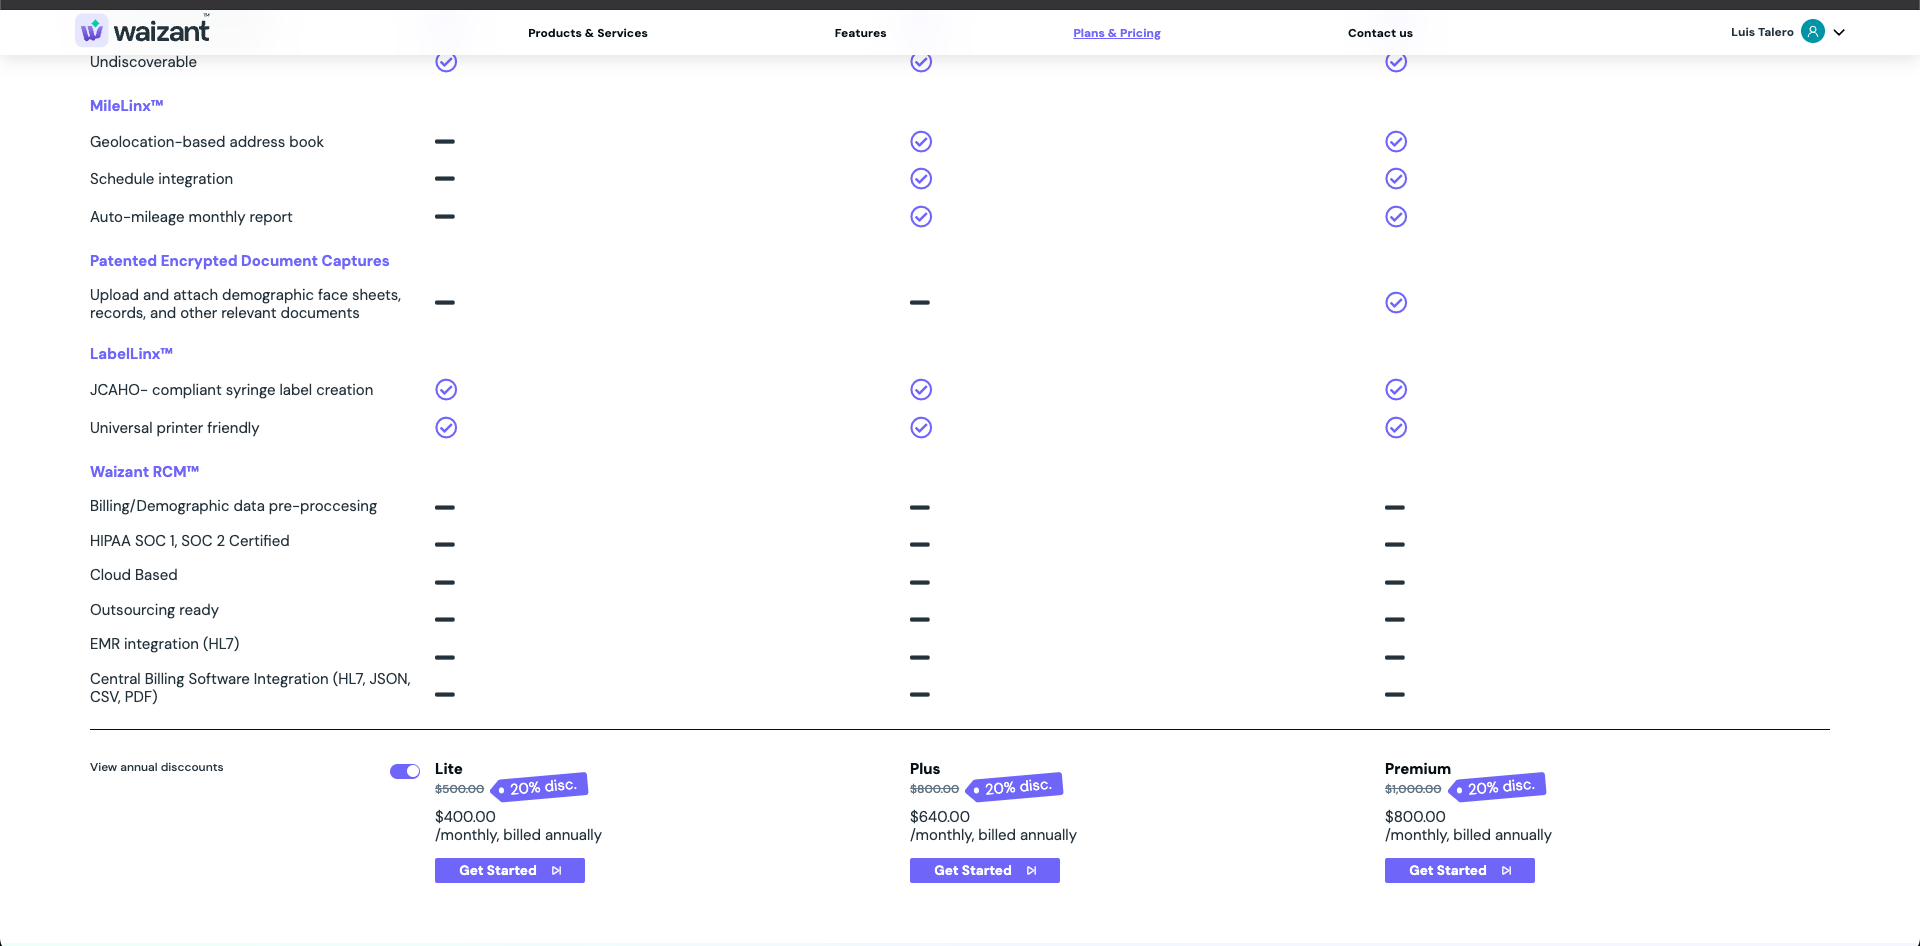 waizant™
Products & Services
Features
Plans & Pricing
Contact us
Luis Talero
Undiscoverable
MileLinx™
Geolocation-based address book
Schedule integration
Auto-mileage monthly report
Patented Encrypted Document Captures
Upload and attach demographic face sheets,
records, and other relevant documents
LabelLinx™
JCAHO- compliant syringe label creation
Universal printer friendly
Waizant RCM™
Billing/Demographic data pre-proccesing
HIPAA SOC 1, SOC 2 Certified
Cloud Based
Outsourcing ready
EMR integration (HL7)
Central Billing Software Integration (HL7, JSON,
CSV, PDF)
View annual disccounts
Lite
$500.00
20% disc.
$400.00
/monthly, billed annually
Get Started
Plus
$800.00
20% disc.
$640.00
/monthly, billed annually
Get Started
Premium
$1,000.00
20% disc.
$800.00
/monthly, billed annually
Get Started